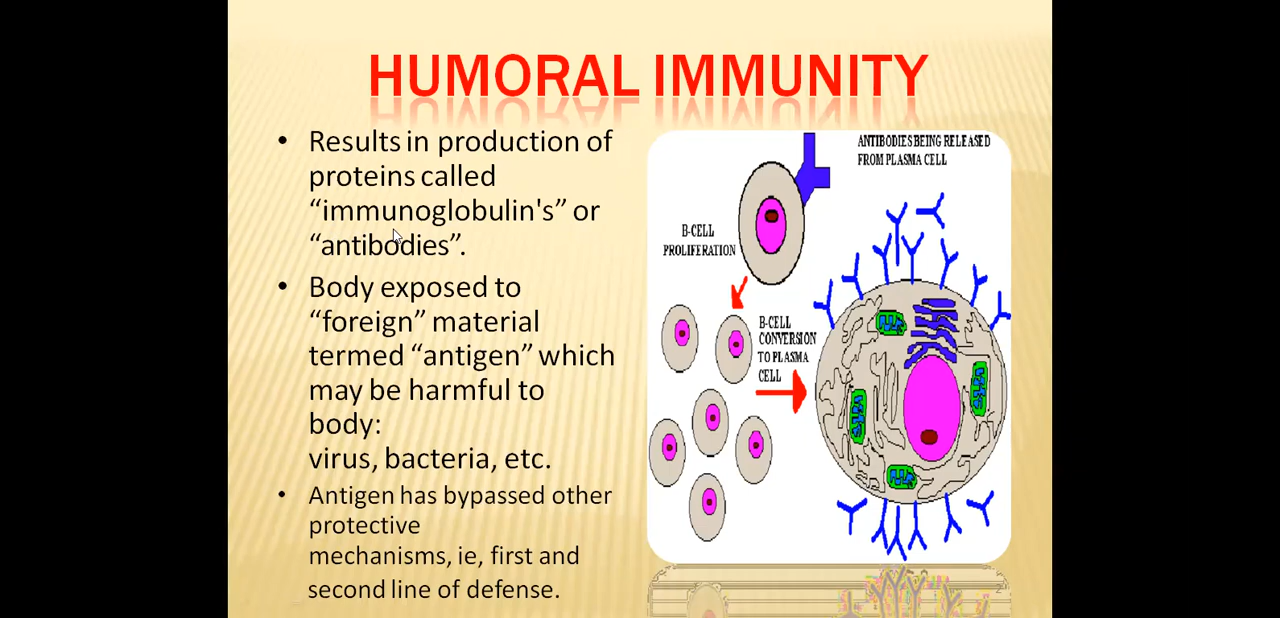 HUMORAL IMMUNITY
• Results in production of
proteins called
“immunoglobulin's” or
“antibodies”.
• Body exposed to
“foreign” material
termed “antigen” which
may be harmful to
body:
virus, bacteria, etc.
• Antigen has bypassed other
protective
mechanisms, ie, first and
second line of defense.
ANTIBODIES BEING RELEASED
FROM PLASMA CELL
B-CELL
PROLIFERATION
B-CELL
CONVERSION
TO PLASMA
CELL
2